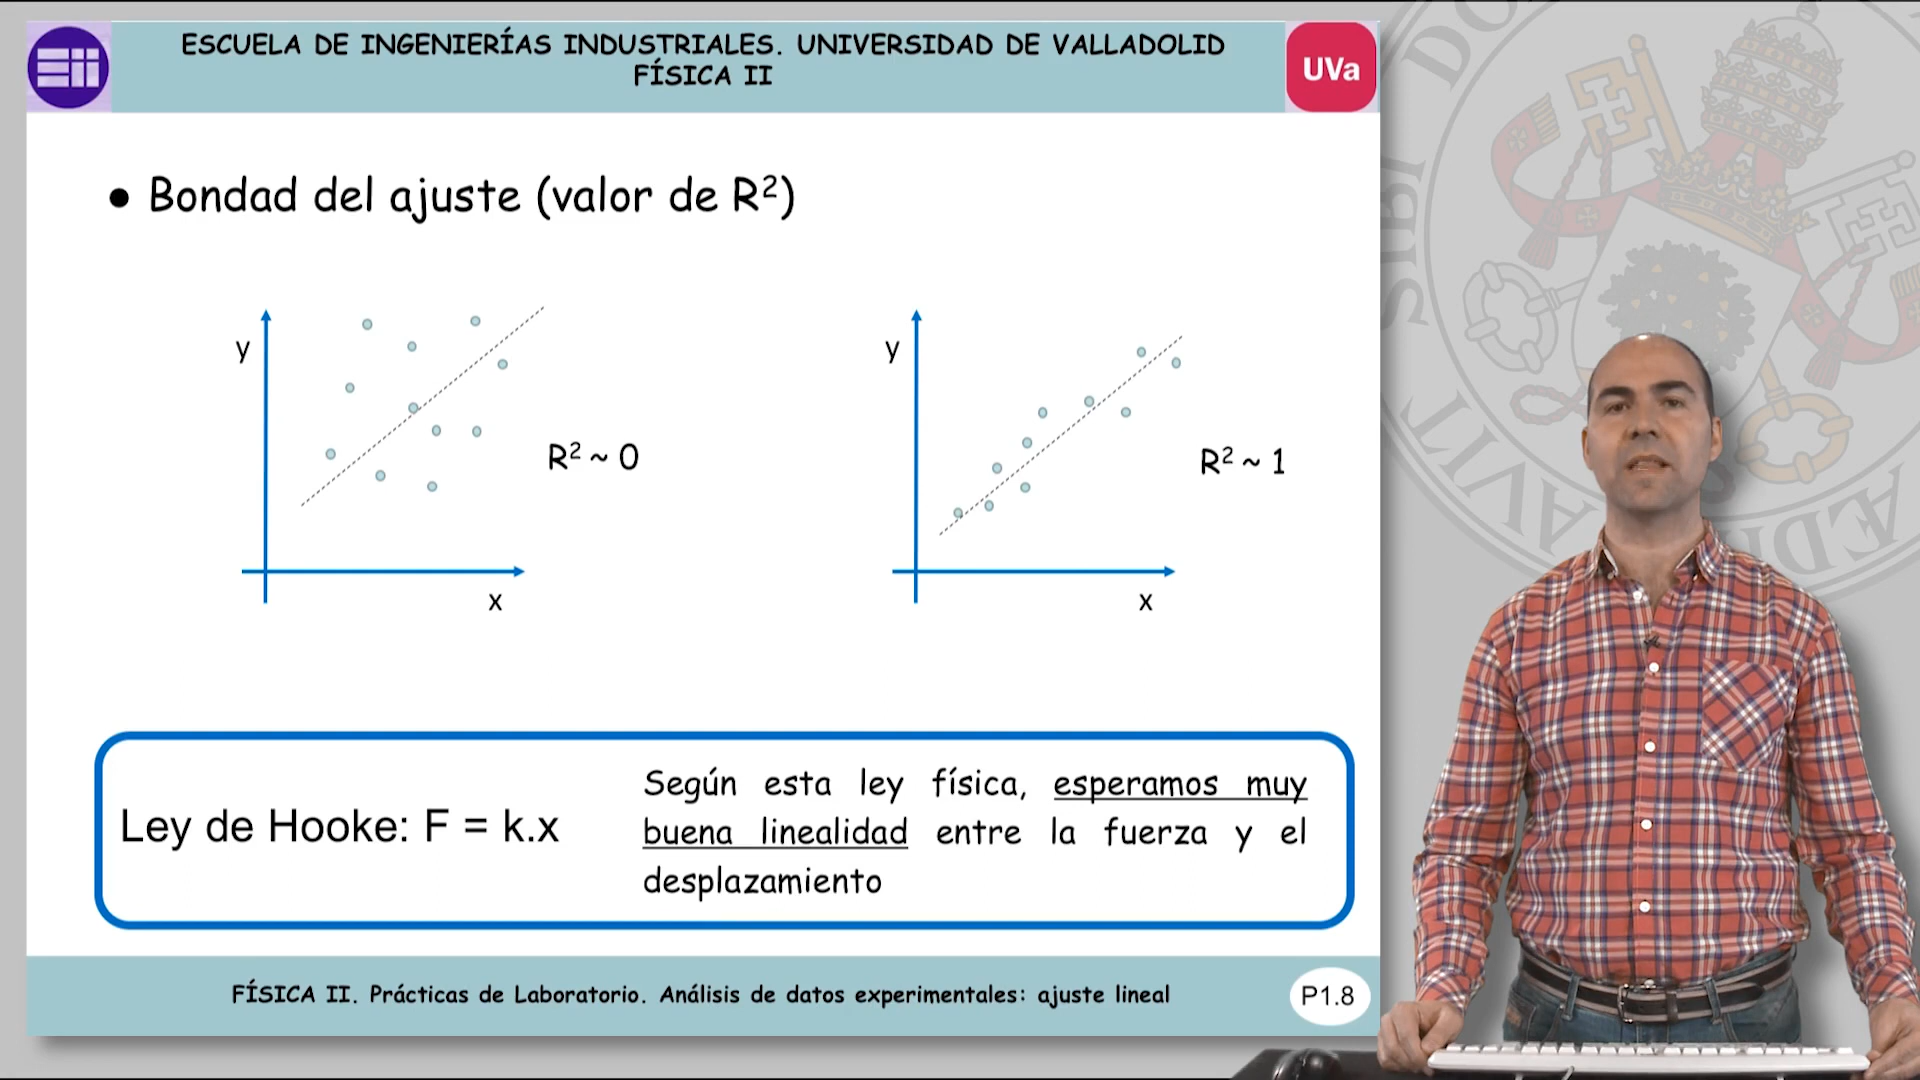 ESCUELA DE INGENIERÍAS INDUSTRIALES. UNIVERSIDAD DE VALLADOLID
FÍSICA II
UVa
● Bondad del ajuste (valor de R²)
y
R² ~ 0
x
y
R² ~ 1
x
Ley de Hooke: F = k.x
Según esta ley física, esperamos muy
buena linealidad entre la fuerza y el
desplazamiento
FÍSICA II. Prácticas de Laboratorio. Análisis de datos experimentales: ajuste lineal
P1.8